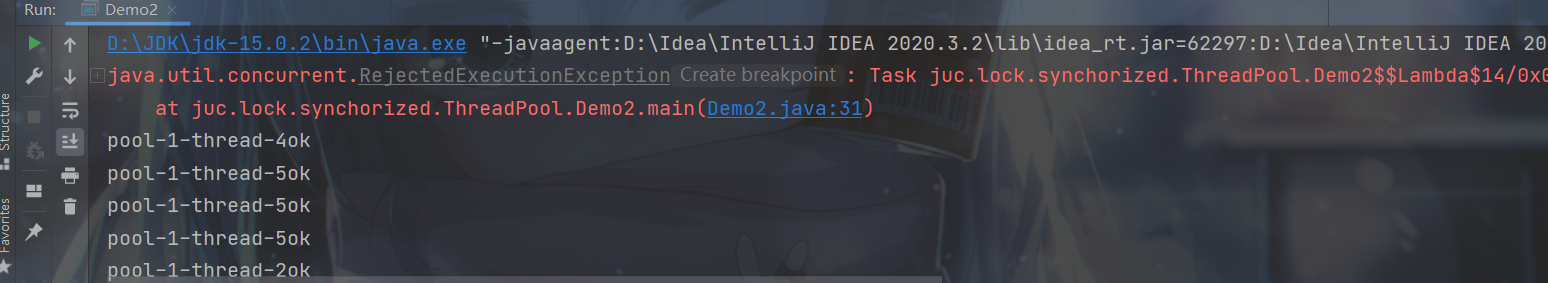 Run: Demo2
D:\JDK\jdk-15.0.2\bin\java.exe "-javaagent:D:\Idea\IntelliJ IDEA 2020.3.2\lib\idea_rt.jar=62297:D:\Idea\IntelliJ IDEA 20
java.util.concurrent.RejectedExecutionException Create breakpoint : Task juc.lock.synchorized.ThreadPool.Demo2$$Lambda$14/0x0
at juc.lock.synchorized.ThreadPool.Demo2.main(Demo2.java:31)
pool-1-thread-4ok
pool-1-thread-5ok
pool-1-thread-5ok
pool-1-thread-5ok
pool-1-thread-2ok
Structure
Favorites